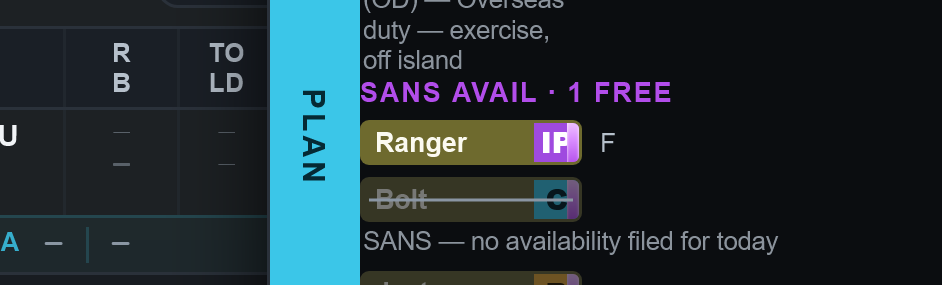 (OD) — Overseas
duty — exercise,
off island
R
B
TO
LD
PLAN
SANS AVAIL · 1 FREE
U
— —
— —
Ranger IP F
Bolt C
SANS — no availability filed for today
A — —